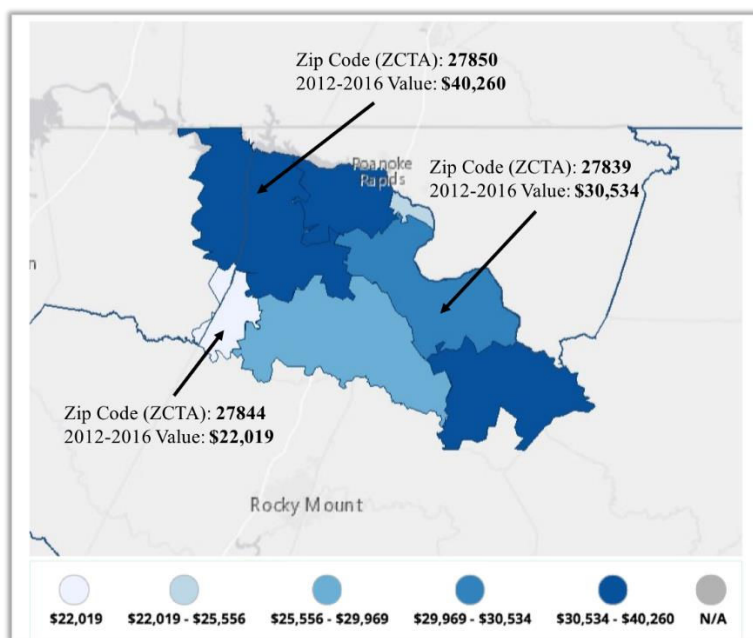 Zip Code (ZCTA): 27850
2012-2016 Value: $40,260
Roanoke
Rapids
Zip Code (ZCTA): 27839
2012-2016 Value: $30,534
n
Zip Code (ZCTA): 27844
2012-2016 Value: $22,019
Rocky Mount
$22,019 $22,019 - $25,556 $25,556 - $29,969 $29,969 - $30,534 $30,534 - $40,260 N/A